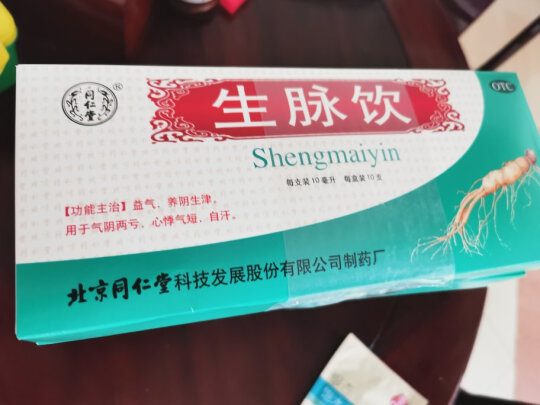 同仁堂
®
OTC
生脉饮
Shengmaiyin
每支装10毫升 每盒装10支
【功能主治】益气，养阴生津。
用于气阴两亏，心悸气短，自汗。
北京同仁堂科技发展股份有限公司制药厂